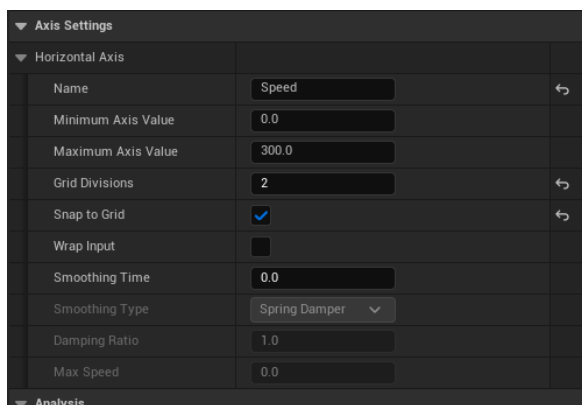 Axis Settings
Horizontal Axis
Name Speed
Minimum Axis Value 0.0
Maximum Axis Value 300.0
Grid Divisions 2
Snap to Grid
Wrap Input
Smoothing Time 0.0
Smoothing Type Spring Damper
Damping Ratio 1.0
Max Speed 0.0
Analysis